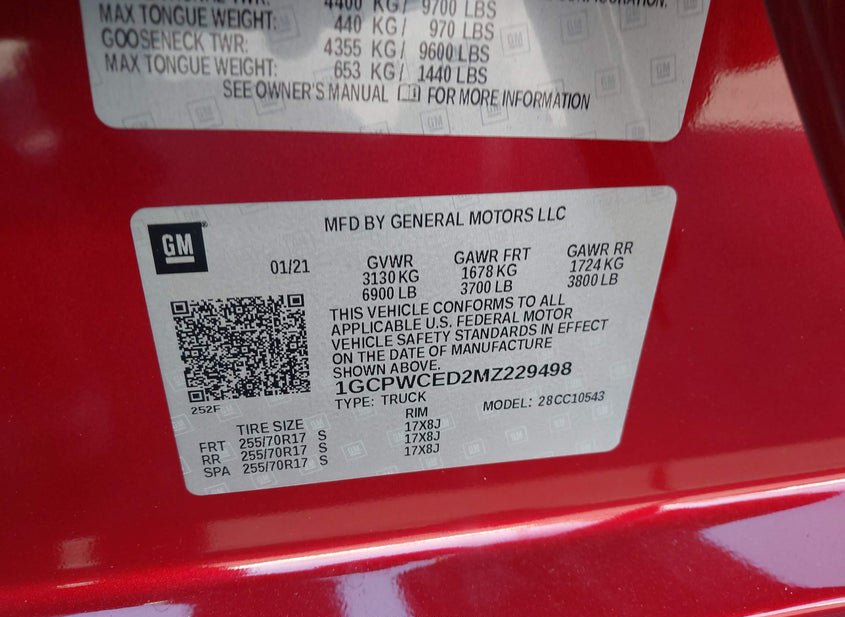 4400 KG/ 9700 LBS
MAX TONGUE WEIGHT: 440 KG/ 970 LBS
GOOSENECK TWR: 4355 KG/ 9600 LBS
MAX TONGUE WEIGHT: 653 KG/ 1440 LBS
SEE OWNER'S MANUAL FOR MORE INFORMATION
GM
MFD BY GENERAL MOTORS LLC
01/21
GVWR GAWR FRT GAWR RR
3130 KG 1678 KG 1724 KG
6900 LB 3700 LB 3800 LB
THIS VEHICLE CONFORMS TO ALL
APPLICABLE U.S. FEDERAL MOTOR
VEHICLE SAFETY STANDARDS IN EFFECT
ON THE DATE OF MANUFACTURE
SHOWN ABOVE.
1GCPWCED2MZ229498
252F
TYPE: TRUCK MODEL: 28CC10543
TIRE SIZE RIM
FRT 255/70R17 S 17X8J
RR 255/70R17 S 17X8J
SPA 255/70R17 S 17X8J